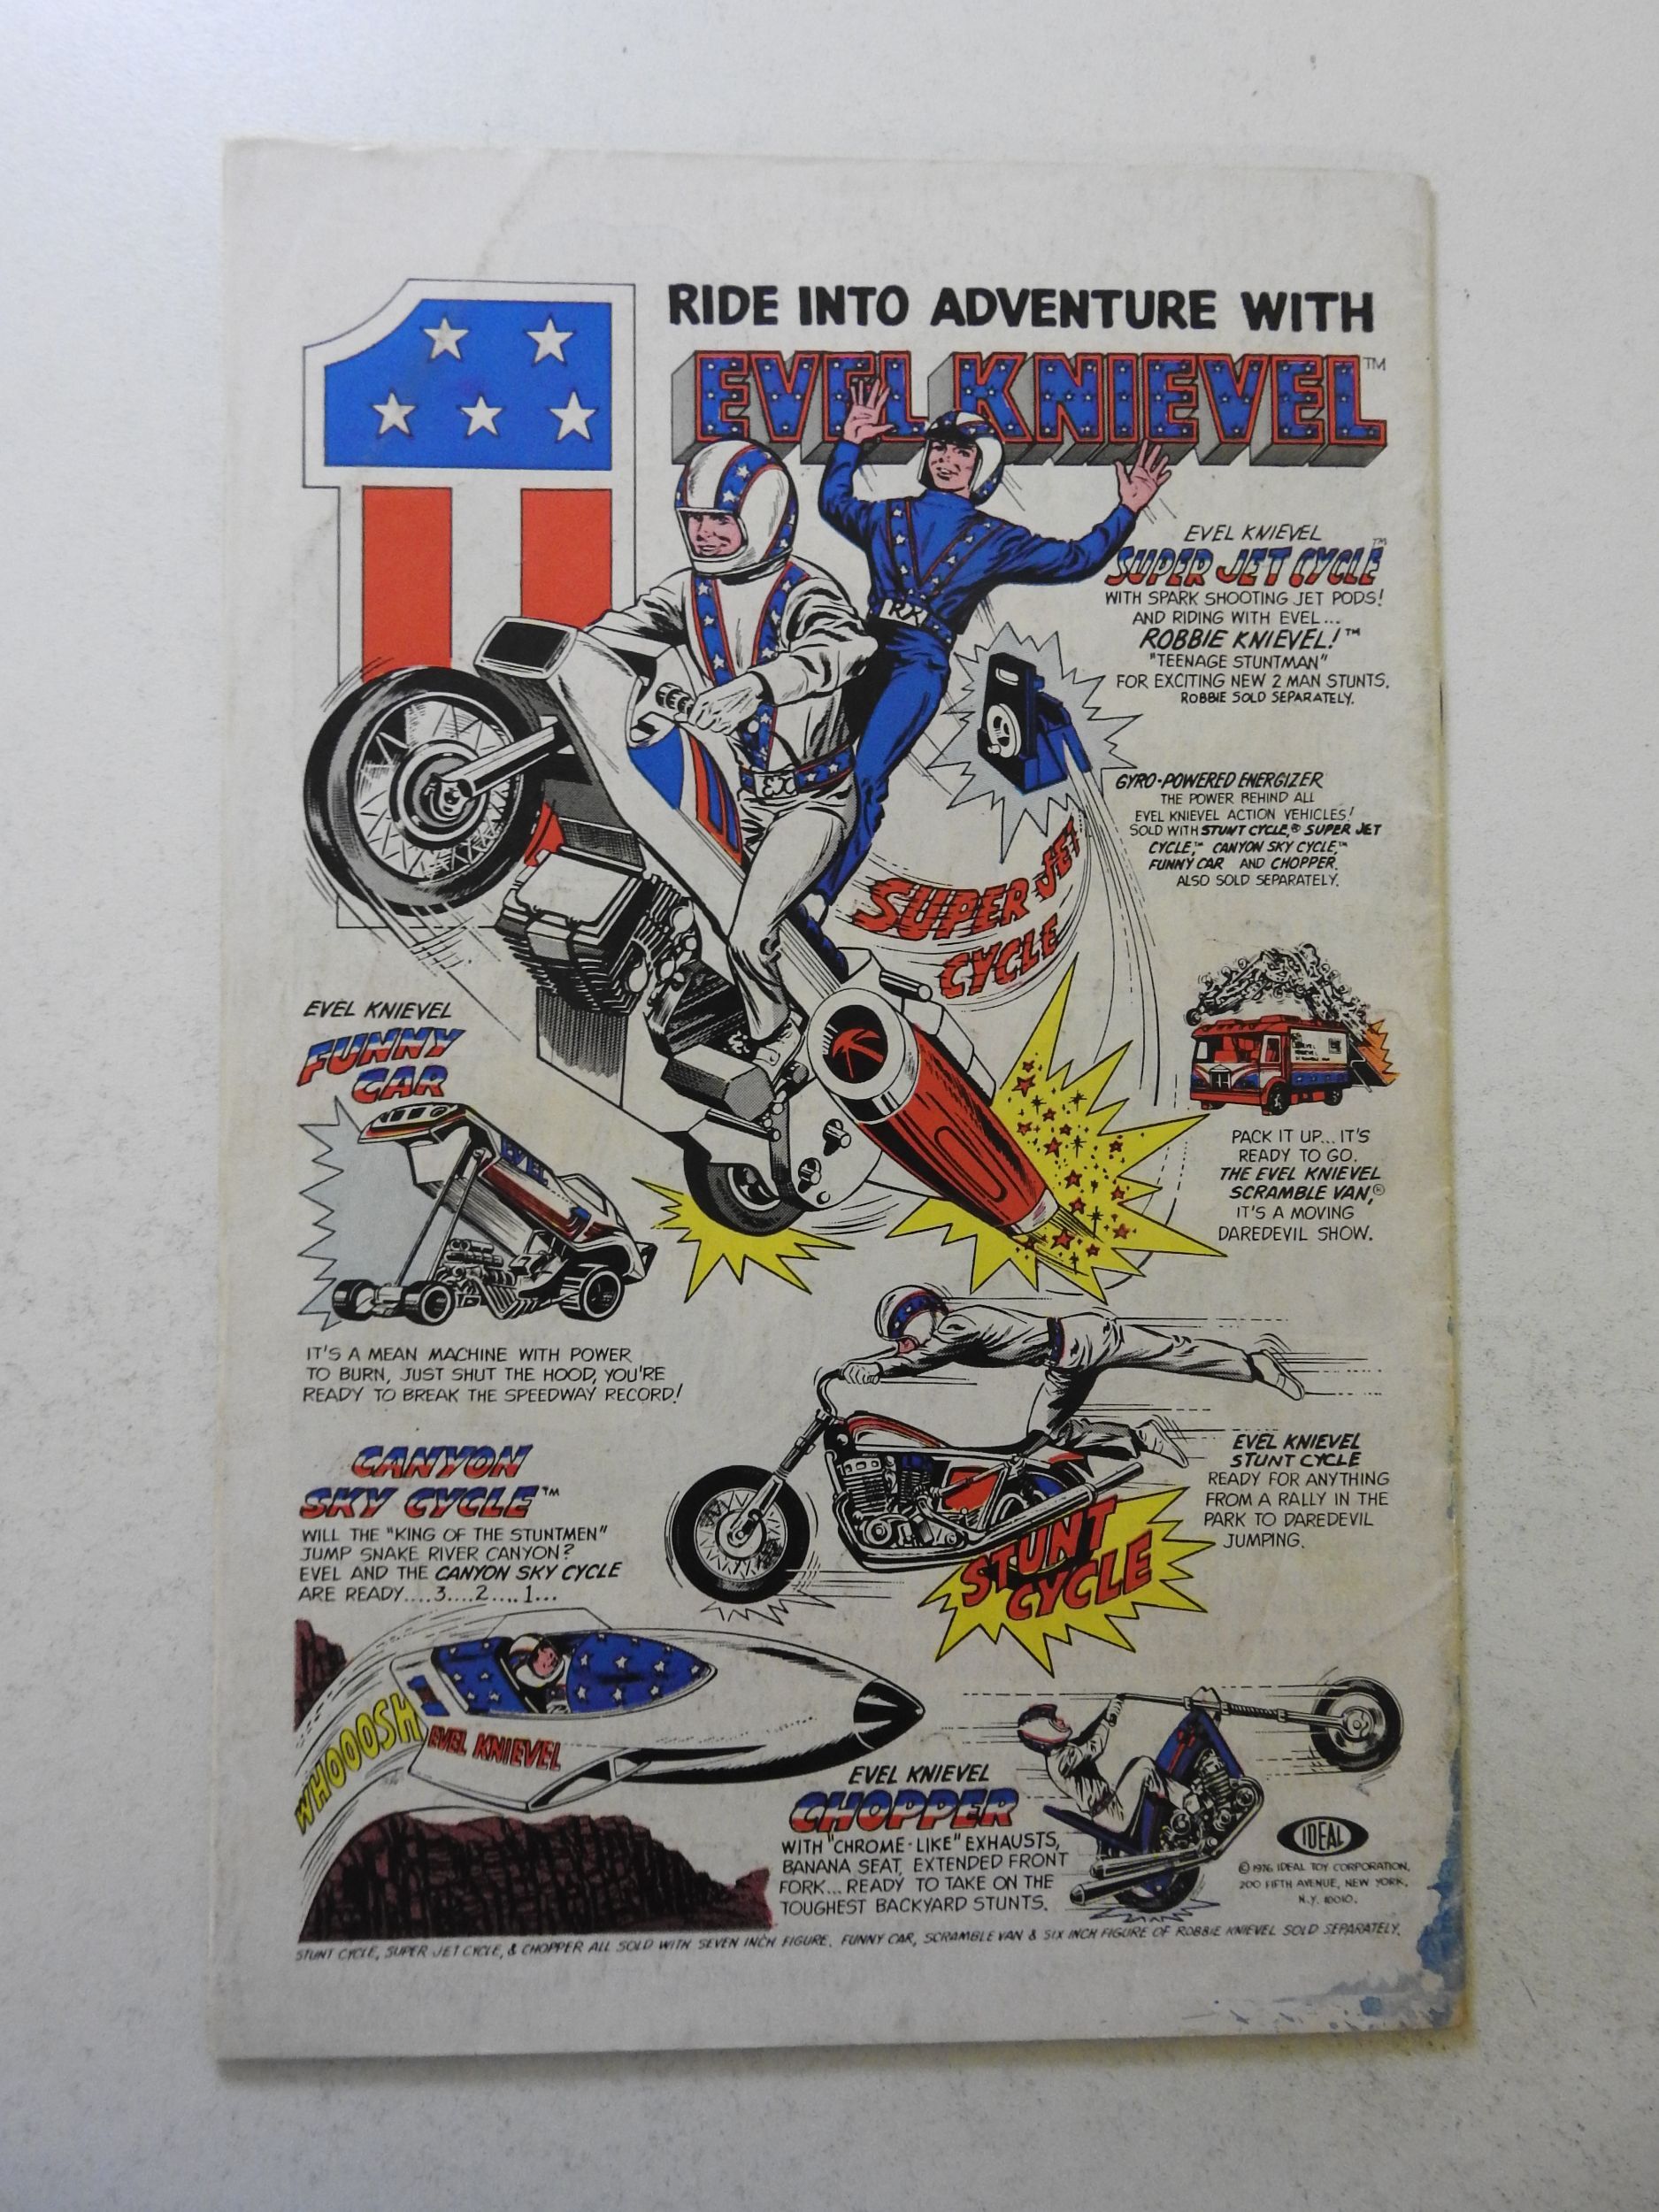 RIDE INTO ADVENTURE WITH
EVEL KNIEVEL™
EVEL KNIEVEL
SUPER JET CYCLE™
WITH SPARK SHOOTING JET PODS!
AND RIDING WITH EVEL...
ROBBIE KNIEVEL!™
"TEENAGE STUNTMAN"
FOR EXCITING NEW 2 MAN STUNTS.
ROBBIE SOLD SEPARATELY.
RK
GYRO-POWERED ENERGIZER
THE POWER BEHIND ALL
EVEL KNIEVEL ACTION VEHICLES!
SOLD WITH STUNT CYCLE,® SUPER JET
CYCLE,™ CANYON SKY CYCLE,™
FUNNY CAR AND CHOPPER.
ALSO SOLD SEPARATELY.
SUPER JET
CYCLE
EVEL KNIEVEL
FUNNY
CAR
EVEL
IT'S A MEAN MACHINE WITH POWER
TO BURN, JUST SHUT THE HOOD, YOU'RE
READY TO BREAK THE SPEEDWAY RECORD!
PACK IT UP... IT'S
READY TO GO.
THE EVEL KNIEVEL
SCRAMBLE VAN,®
IT'S A MOVING
DAREDEVIL SHOW.
CANYON
SKY CYCLE™
WILL THE "KING OF THE STUNTMEN"
JUMP SNAKE RIVER CANYON?
EVEL AND THE CANYON SKY CYCLE
ARE READY....3....2....1...
EVEL KNIEVEL
STUNT CYCLE
READY FOR ANYTHING
FROM A RALLY IN THE
PARK TO DAREDEVIL
JUMPING.
STUNT
CYCLE
WHOOOSH
EVEL KNIEVEL
EVEL KNIEVEL
CHOPPER
WITH "CHROME-LIKE" EXHAUSTS,
BANANA SEAT, EXTENDED FRONT
FORK... READY TO TAKE ON THE
TOUGHEST BACKYARD STUNTS.
IDEAL
© 1976 IDEAL TOY CORPORATION,
200 FIFTH AVENUE, NEW YORK,
N.Y. 10010.
STUNT CYCLE, SUPER JET CYCLE, & CHOPPER ALL SOLD WITH SEVEN INCH FIGURE. FUNNY CAR, SCRAMBLE VAN & SIX INCH FIGURE OF ROBBIE KNIEVEL SOLD SEPARATELY.